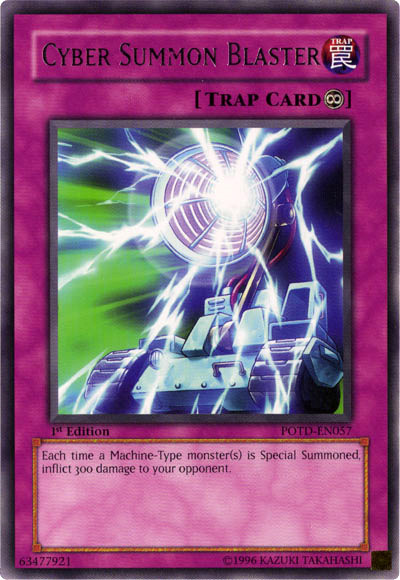 CYBER SUMMON BLASTER
TRAP
罠
[TRAP CARD∞]
1st Edition
POTD-EN057
Each time a Machine-Type monster(s) is Special Summoned,
inflict 300 damage to your opponent.
63477921
©1996 KAZUKI TAKAHASHI